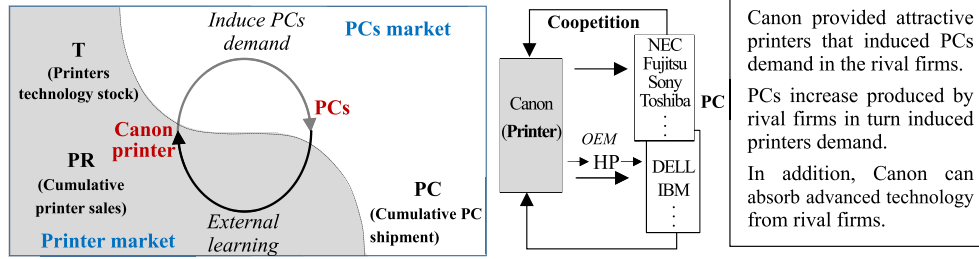 Induce PCs
demand
PCs market
T
(Printers
technology stock)
PCs
Canon
printer
PR
(Cumulative
printer sales)
PC
(Cumulative PC
shipment)
External
learning
Printer market
Coopetition
NEC
Fujitsu
Sony
Toshiba
PC
Canon
(Printer)
OEM
HP
DELL
IBM
Canon provided attractive
printers that induced PCs
demand in the rival firms.
PCs increase produced by
rival firms in turn induced
printers demand.
In addition, Canon can
absorb advanced technology
from rival firms.